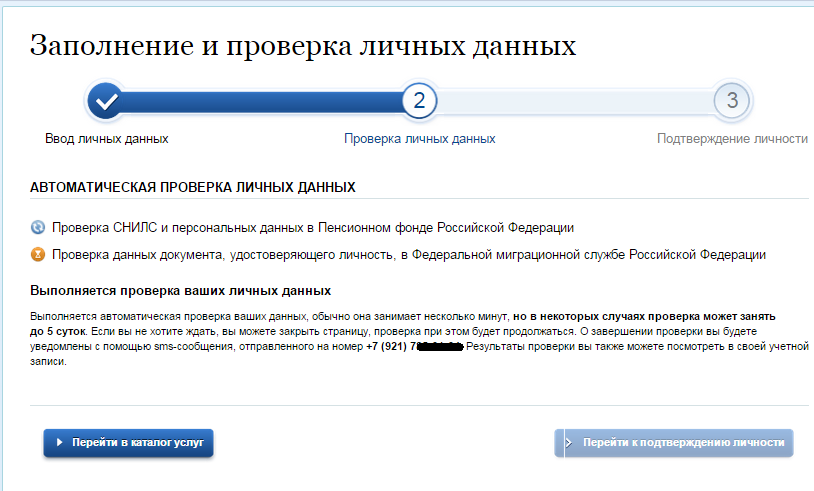 Заполнение и проверка личных данных
2
3
Ввод личных данных
Проверка личных данных
Подтверждение личности
АВТОМАТИЧЕСКАЯ ПРОВЕРКА ЛИЧНЫХ ДАННЫХ
Проверка СНИЛС и персональных данных в Пенсионном фонде Российской Федерации
Проверка данных документа, удостоверяющего личность, в Федеральной миграционной службе Российской Федерации
Выполняется проверка ваших личных данных
Выполняется автоматическая проверка ваших данных, обычно она занимает несколько минут, но в некоторых случаях проверка может занять
до 5 суток. Если вы не хотите ждать, вы можете закрыть страницу, проверка при этом будет продолжаться. О завершении проверки вы будете
уведомлены с помощью sms-сообщения, отправленного на номер +7 (921) 7 Результаты проверки вы также можете посмотреть в своей учетной
записи.
Перейти в каталог услуг
Перейти к подтверждению личности